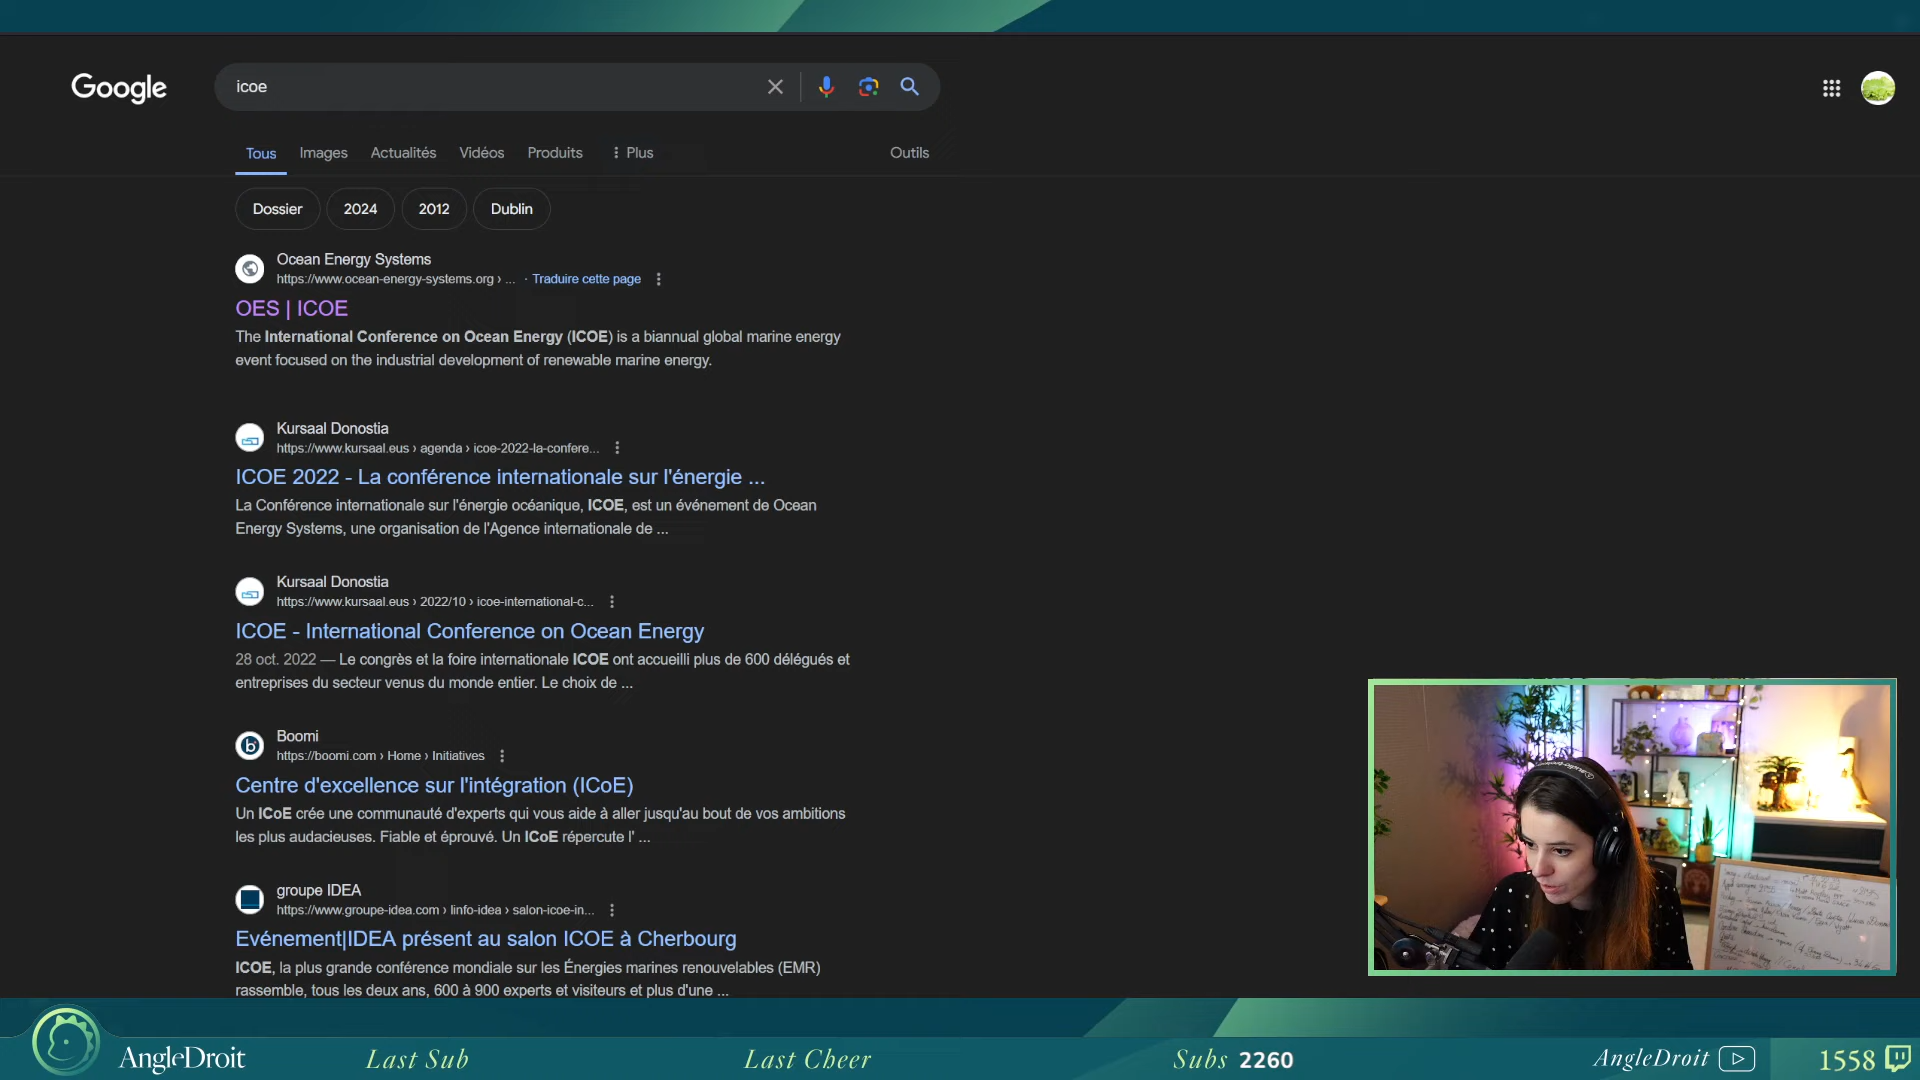 Google
icoe
Tous
Images
Actualités
Vidéos
Produits
Plus
Outils
Dossier
2024
2012
Dublin
Ocean Energy Systems
https://www.ocean-energy-systems.org › ... · Traduire cette page
OES | ICOE
The International Conference on Ocean Energy (ICOE) is a biannual global marine energy
event focused on the industrial development of renewable marine energy.
Kursaal Donostia
https://www.kursaal.eus › agenda › icoe-2022-la-confere...
ICOE 2022 - La conférence internationale sur l'énergie ...
La Conférence internationale sur l'énergie océanique, ICOE, est un événement de Ocean
Energy Systems, une organisation de l'Agence internationale de ...
Kursaal Donostia
https://www.kursaal.eus › 2022/10 › icoe-international-c...
ICOE - International Conference on Ocean Energy
28 oct. 2022 — Le congrès et la foire internationale ICOE ont accueilli plus de 600 délégués et
entreprises du secteur venus du monde entier. Le choix de ...
Boomi
https://boomi.com › Home › Initiatives
Centre d'excellence sur l'intégration (ICoE)
Un ICoE crée une communauté d'experts qui vous aide à aller jusqu'au bout de vos ambitions
les plus audacieuses. Fiable et éprouvé. Un ICoE répercute l' ...
groupe IDEA
https://www.groupe-idea.com › linfo-idea › salon-icoe-in...
Evénement|IDEA présent au salon ICOE à Cherbourg
ICOE, la plus grande conférence mondiale sur les Énergies marines renouvelables (EMR)
rassemble, tous les deux ans, 600 à 900 experts et visiteurs et plus d'une ...
AngleDroit
Last Sub
Last Cheer
Subs 2260
AngleDroit
1558